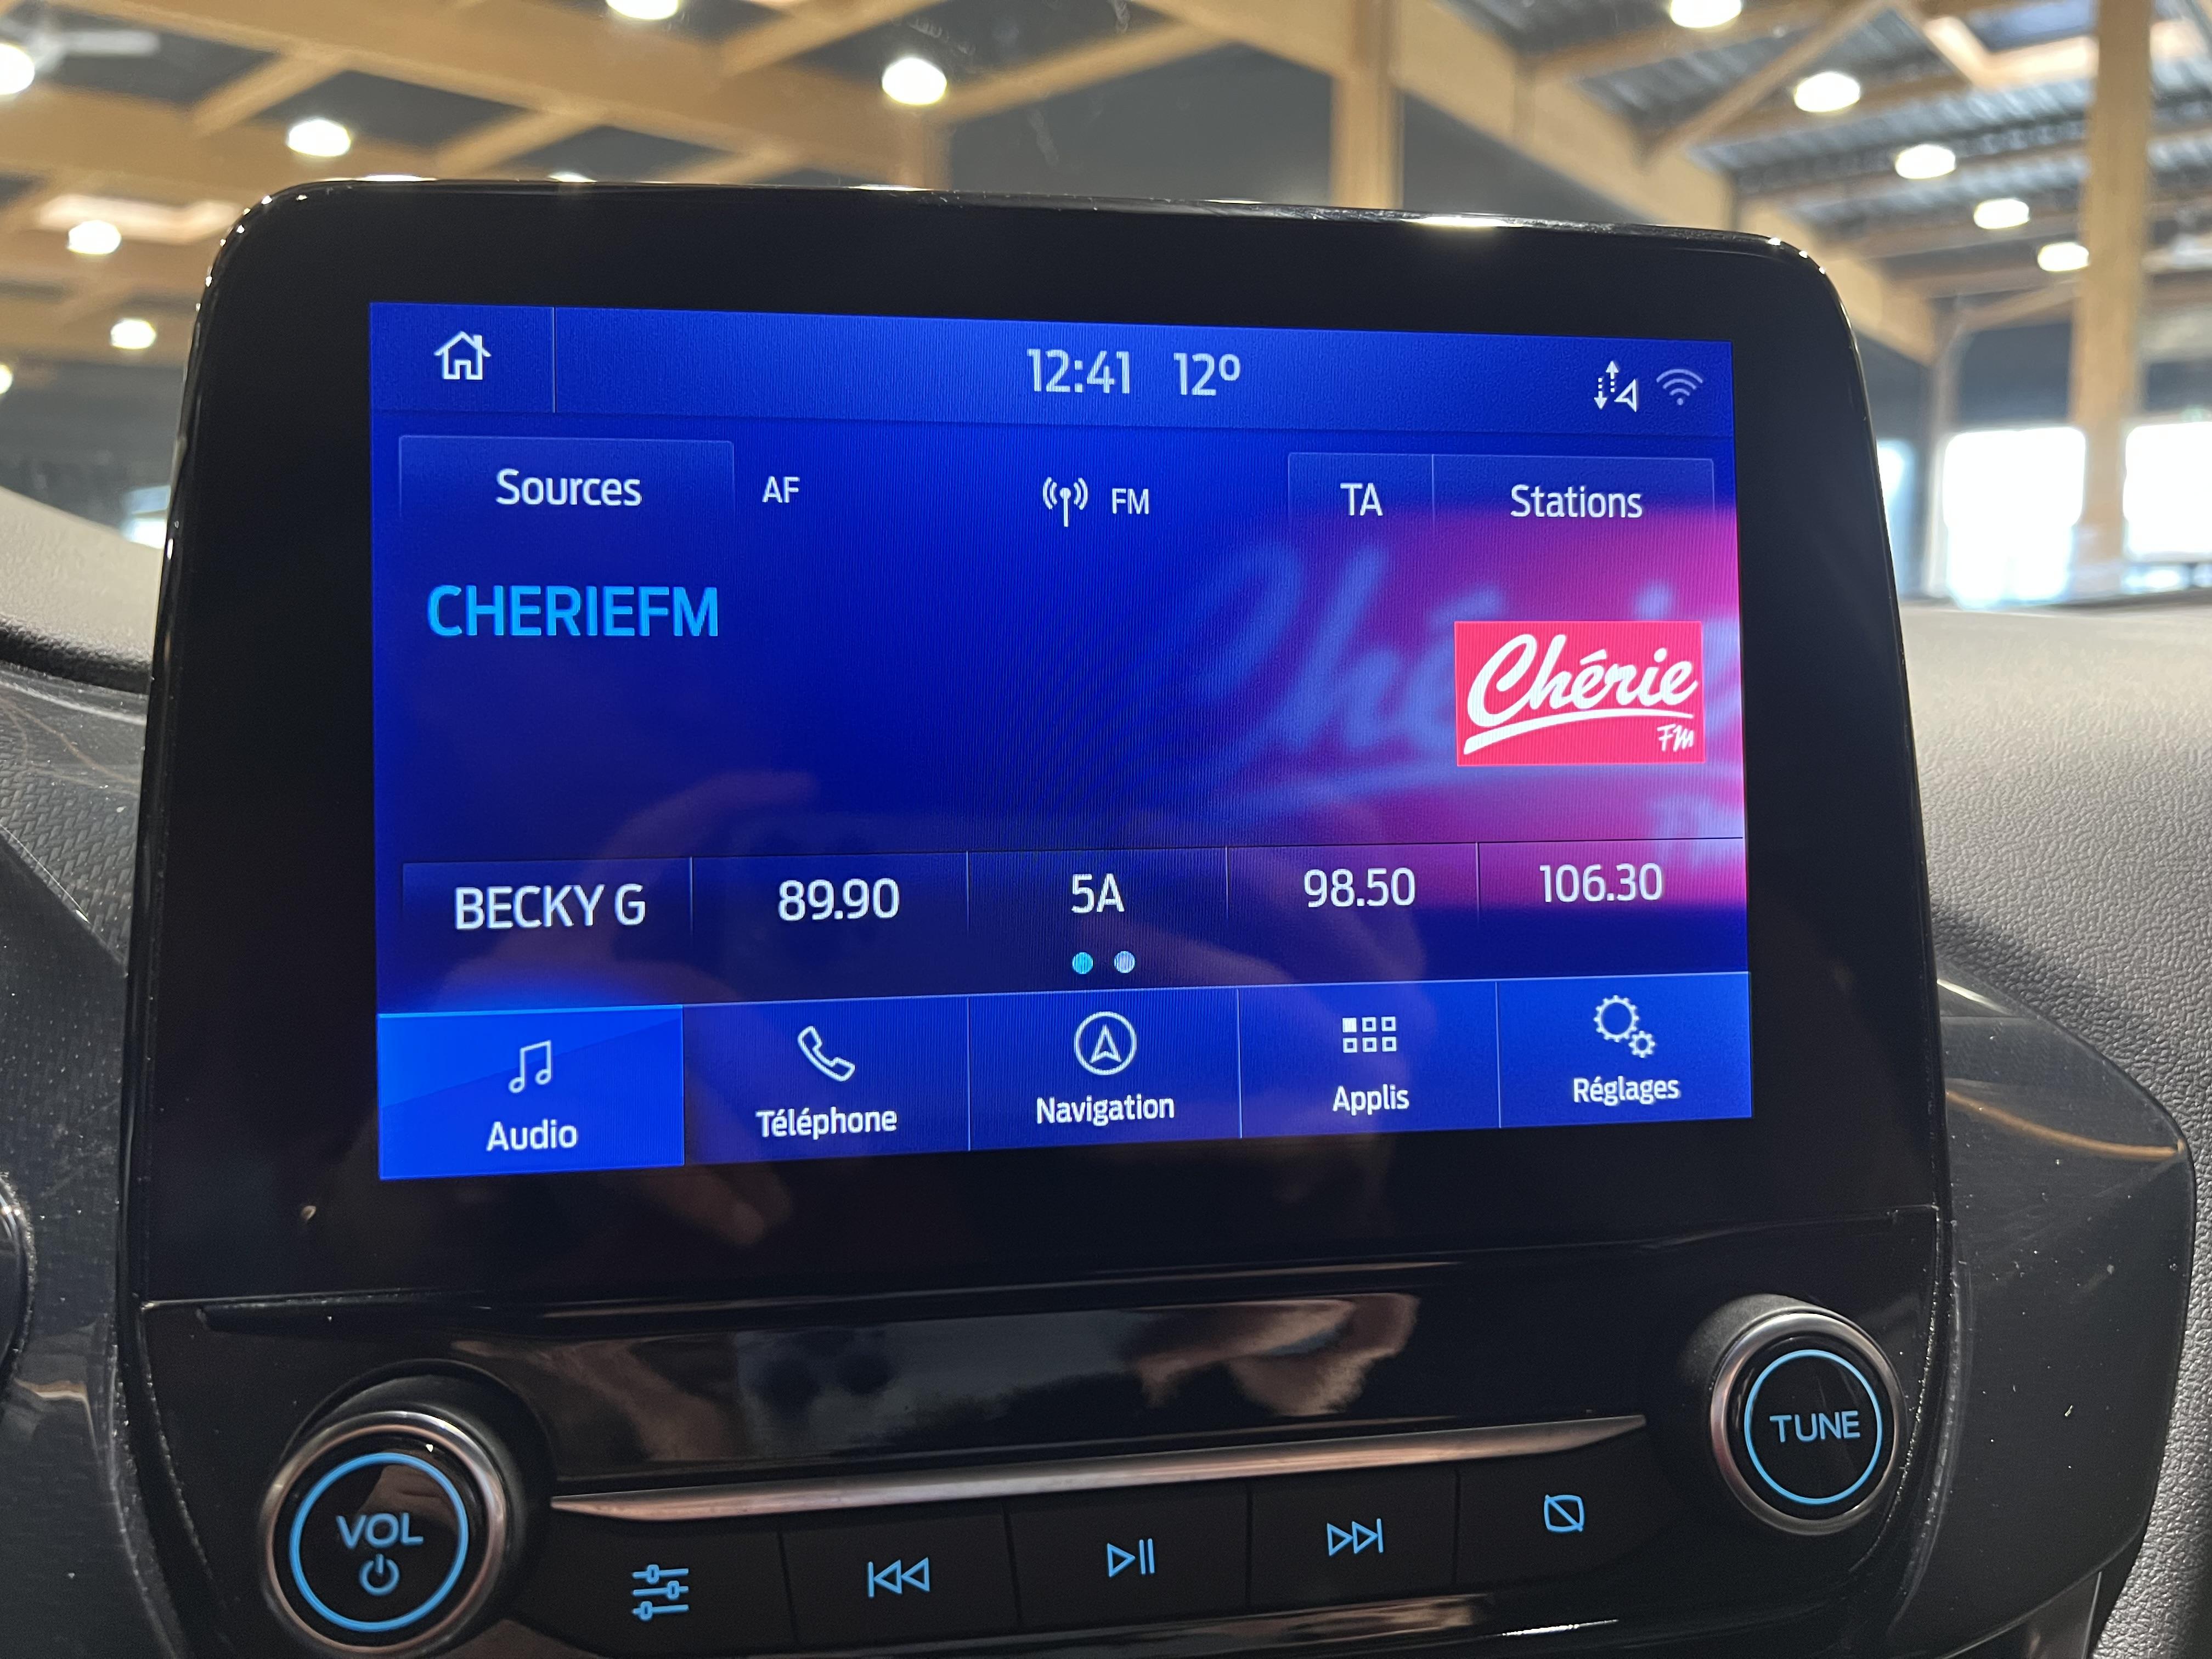 12:41 12º
Sources AF FM TA Stations
CHERIEFM
Chérie
FM
BECKY G 89.90 5A 98.50 106.30
Audio Téléphone Navigation Applis Réglages
TUNE
VOL